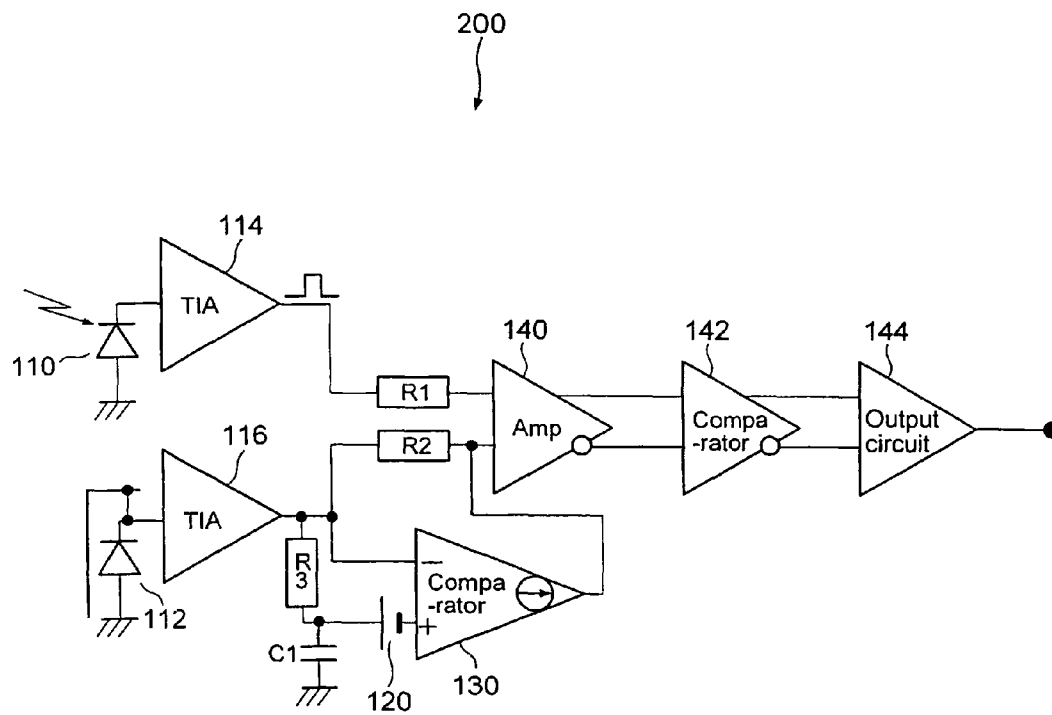 200
114
TIA
110
140
142
144
R1
Amp
Compa
-rator
Output
circuit
R2
116
TIA
112
R
3
Compa
-rator
−
+
C1
120
130